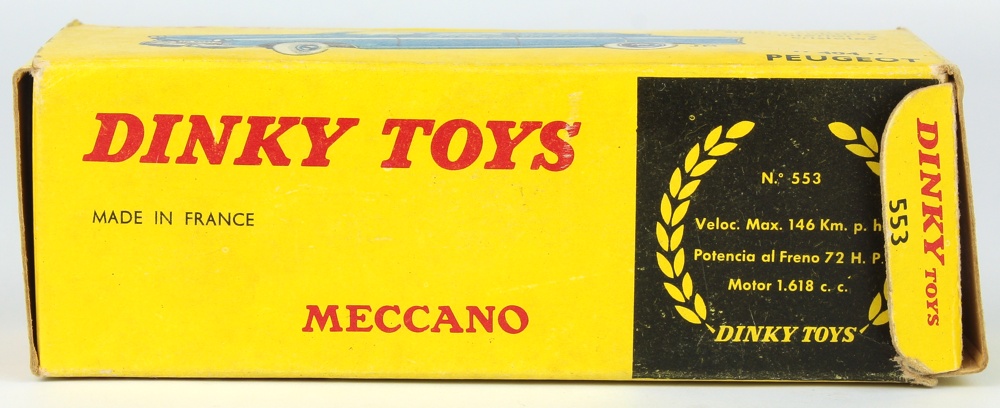 "404"
PEUGEOT
DINKY TOYS
MADE IN FRANCE
MECCANO
N.° 553
Veloc. Max. 146 Km. p. h
Potencia al Freno 72 H. P.
Motor 1.618 c. c.
DINKY TOYS
DINKY TOYS
553